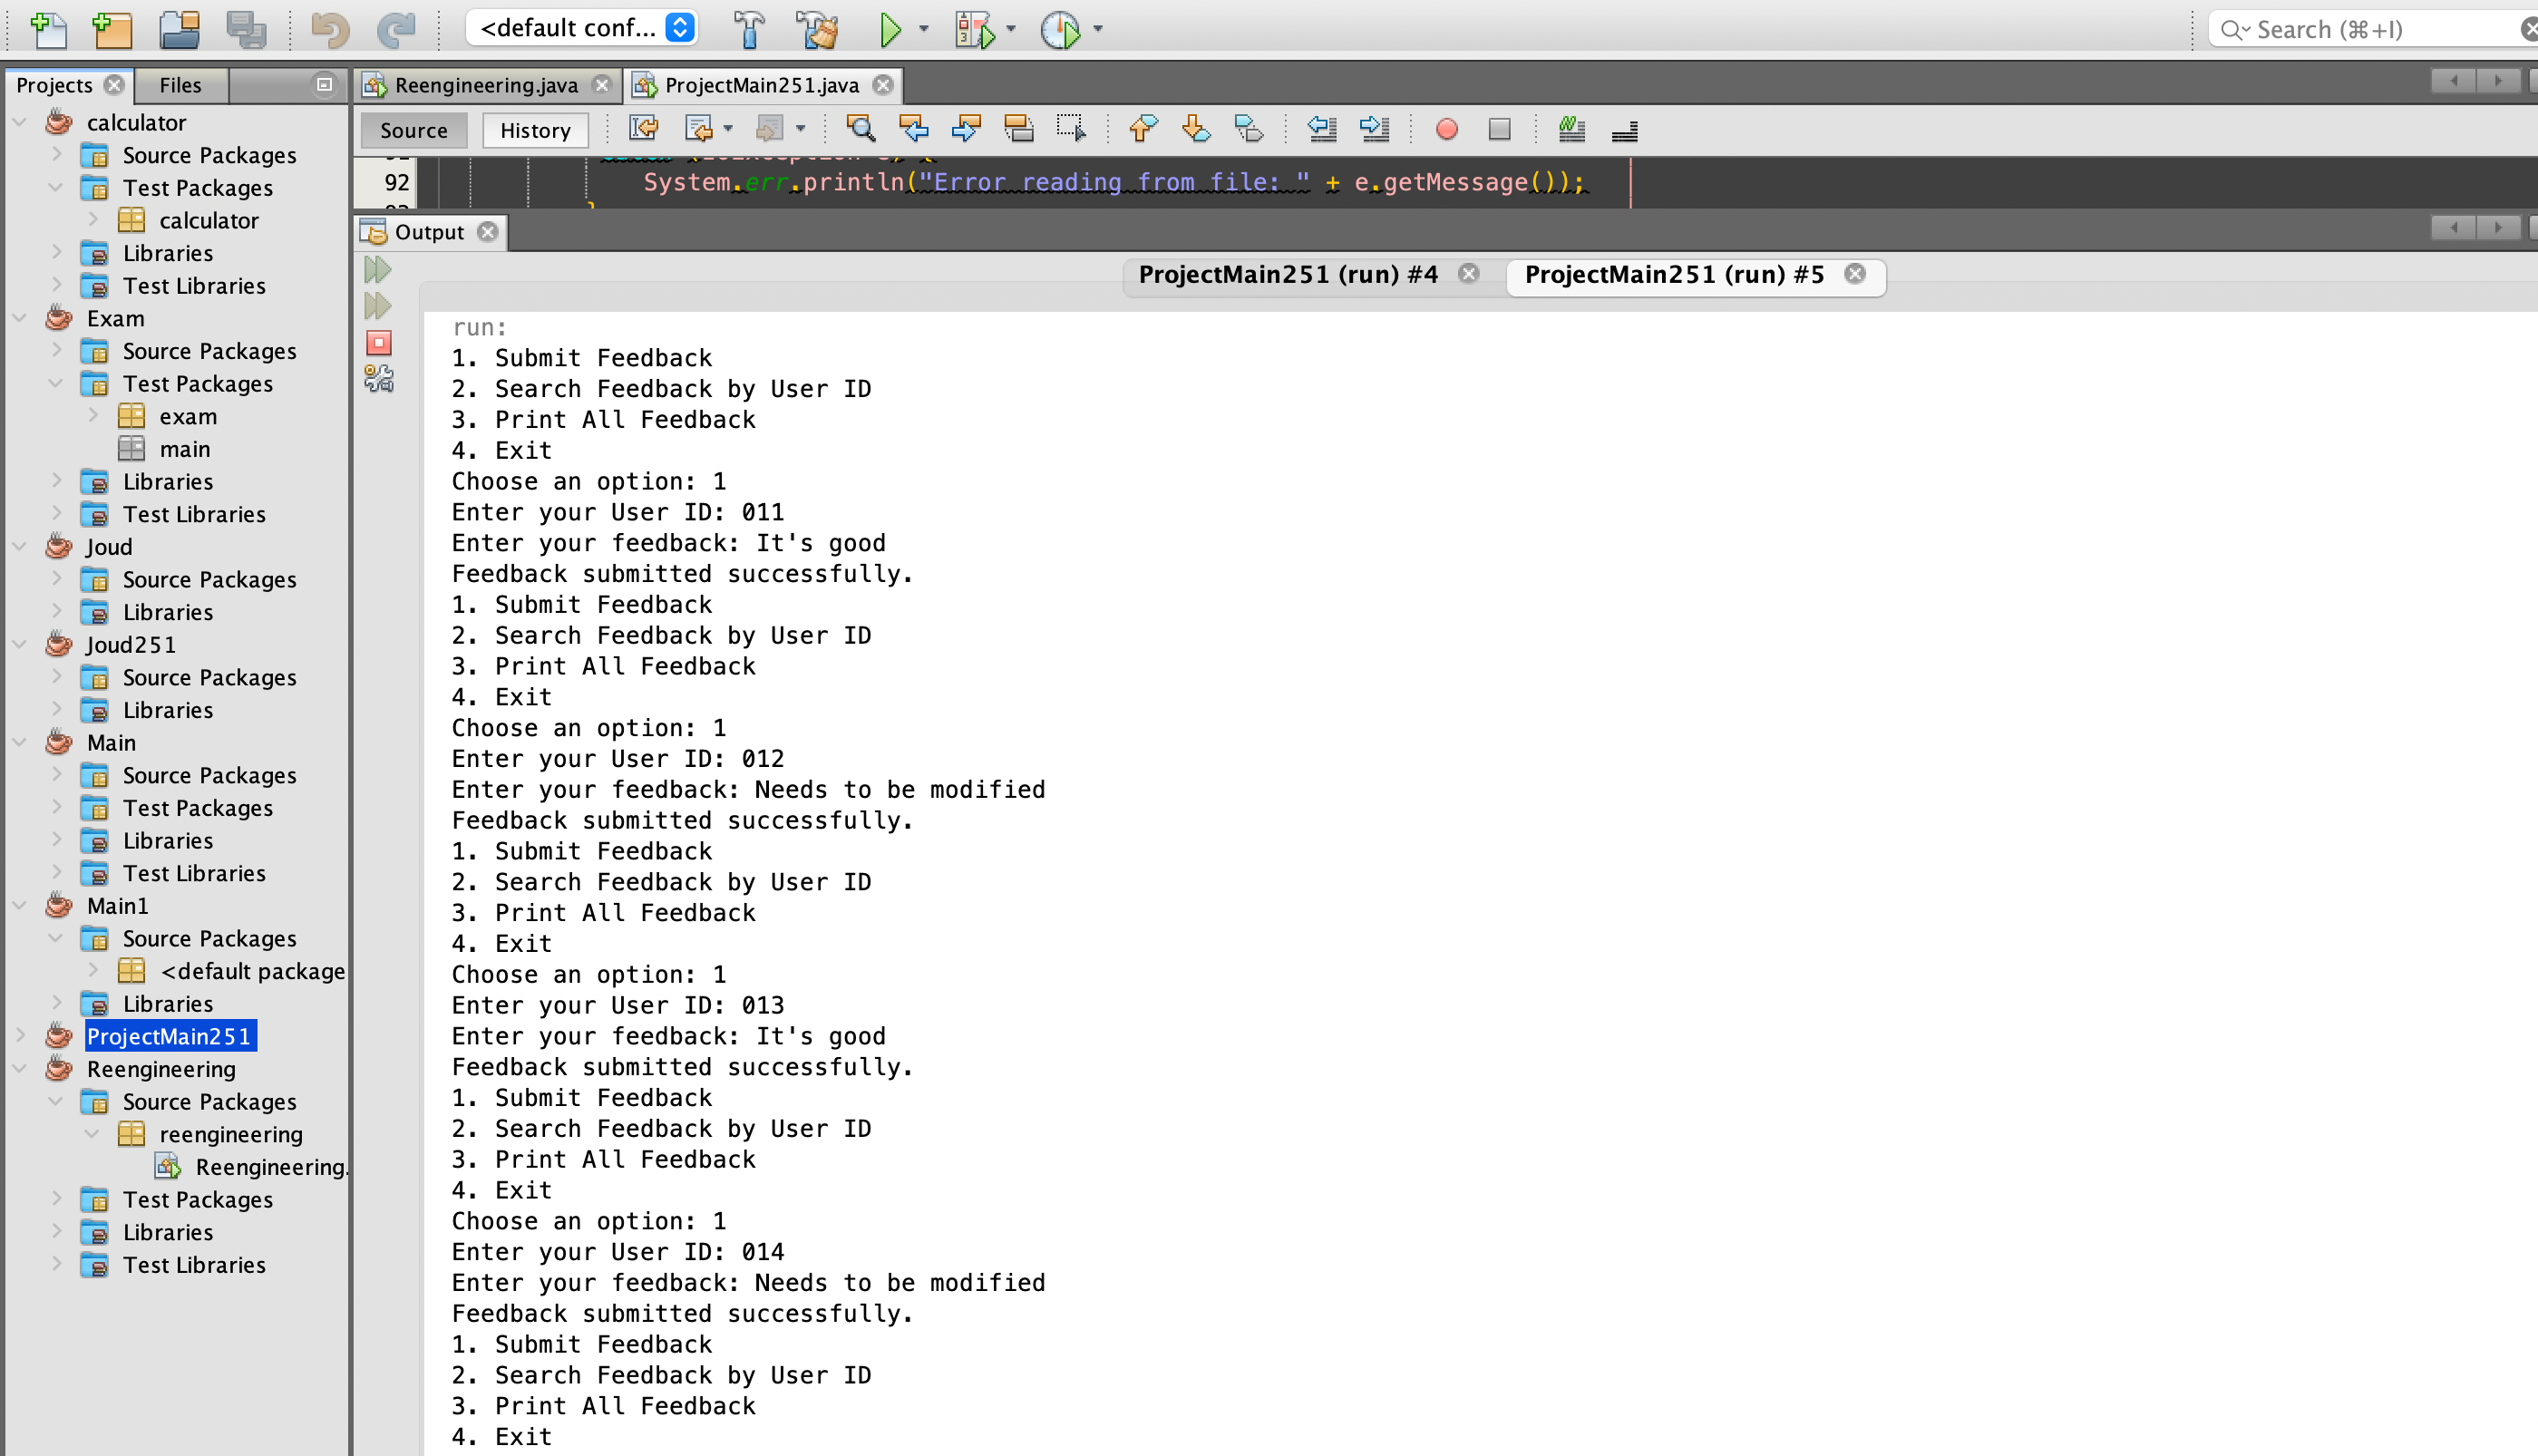 <default conf...
Search (⌘+I)
Projects
Files
calculator
Source Packages
Test Packages
calculator
Libraries
Test Libraries
Exam
Source Packages
Test Packages
exam
main
Libraries
Test Libraries
Joud
Source Packages
Libraries
Joud251
Source Packages
Libraries
Main
Source Packages
Test Packages
Libraries
Test Libraries
Main1
Source Packages
<default package
Libraries
ProjectMain251
Reengineering
Source Packages
reengineering
Reengineering.
Test Packages
Libraries
Test Libraries
Reengineering.java
ProjectMain251.java
Source
History
92 System.err.println("Error reading from file: " + e.getMessage());
Output
ProjectMain251 (run) #4
ProjectMain251 (run) #5
run:
1. Submit Feedback
2. Search Feedback by User ID
3. Print All Feedback
4. Exit
Choose an option: 1
Enter your User ID: 011
Enter your feedback: It's good
Feedback submitted successfully.
1. Submit Feedback
2. Search Feedback by User ID
3. Print All Feedback
4. Exit
Choose an option: 1
Enter your User ID: 012
Enter your feedback: Needs to be modified
Feedback submitted successfully.
1. Submit Feedback
2. Search Feedback by User ID
3. Print All Feedback
4. Exit
Choose an option: 1
Enter your User ID: 013
Enter your feedback: It's good
Feedback submitted successfully.
1. Submit Feedback
2. Search Feedback by User ID
3. Print All Feedback
4. Exit
Choose an option: 1
Enter your User ID: 014
Enter your feedback: Needs to be modified
Feedback submitted successfully.
1. Submit Feedback
2. Search Feedback by User ID
3. Print All Feedback
4. Exit